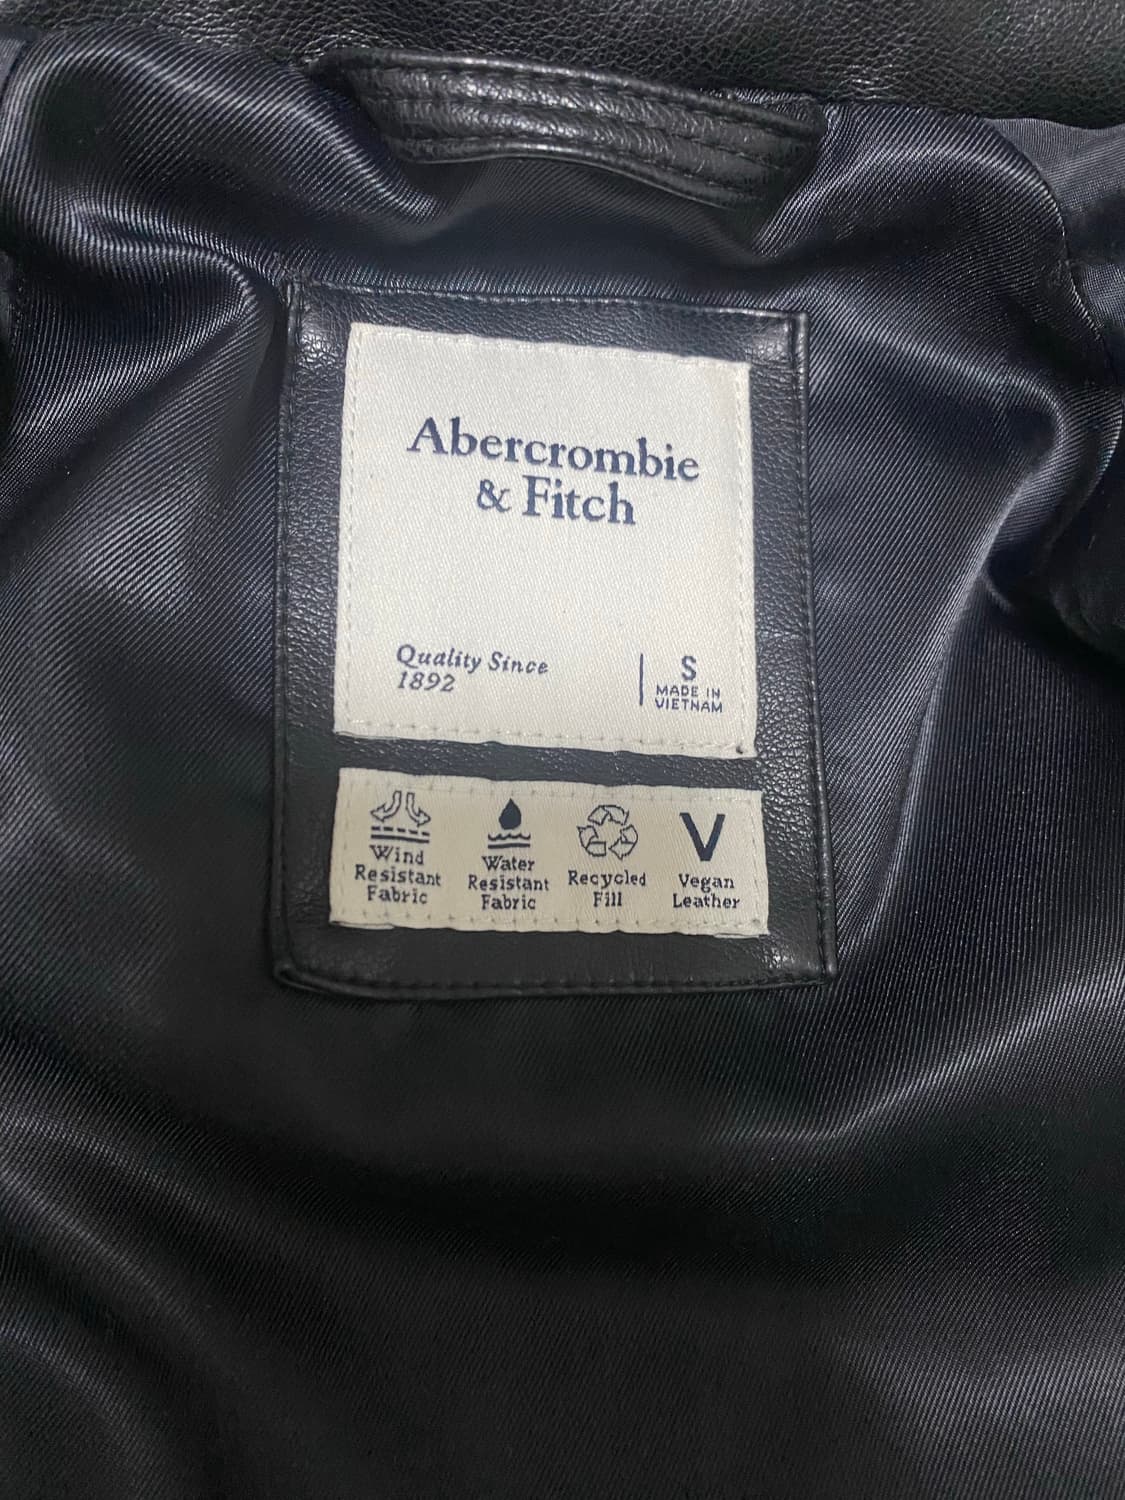 Abercrombie
& Fitch
Quality Since
1892
S
MADE IN
VIETNAM
Wind
Resistant
Fabric
Water
Resistant
Fabric
Recycled
Fill
V
Vegan
Leather